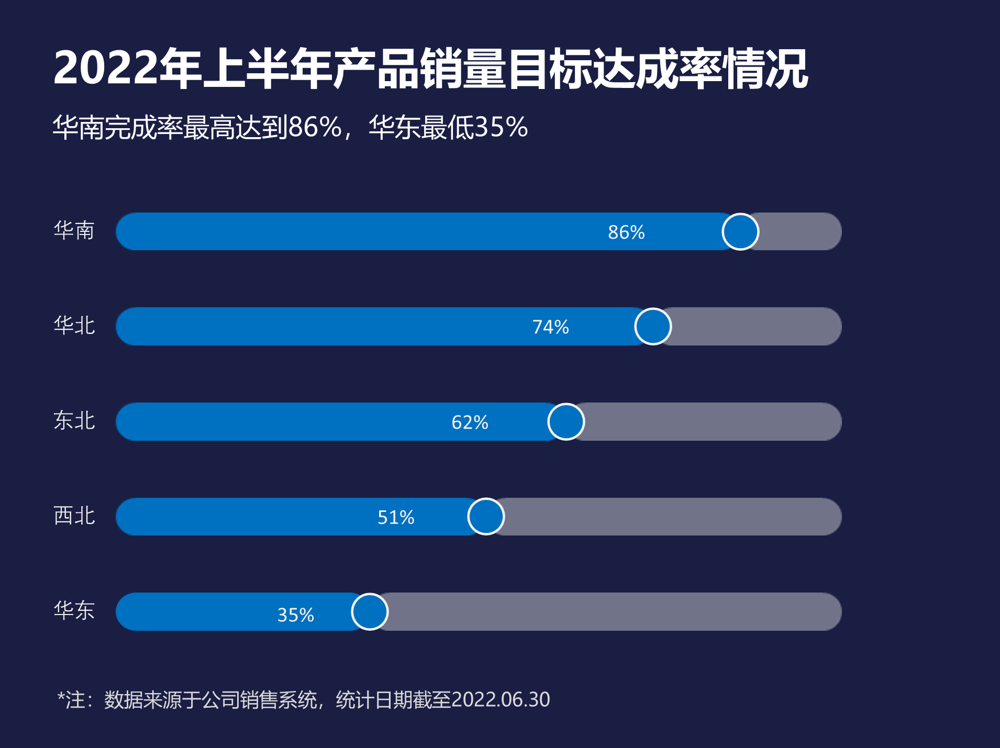 2022年上半年产品销量目标达成率情况
华南完成率最高达到86%，华东最低35%
华南 86%
华北 74%
东北 62%
西北 51%
华东 35%
*注：数据来源于公司销售系统，统计日期截至2022.06.30